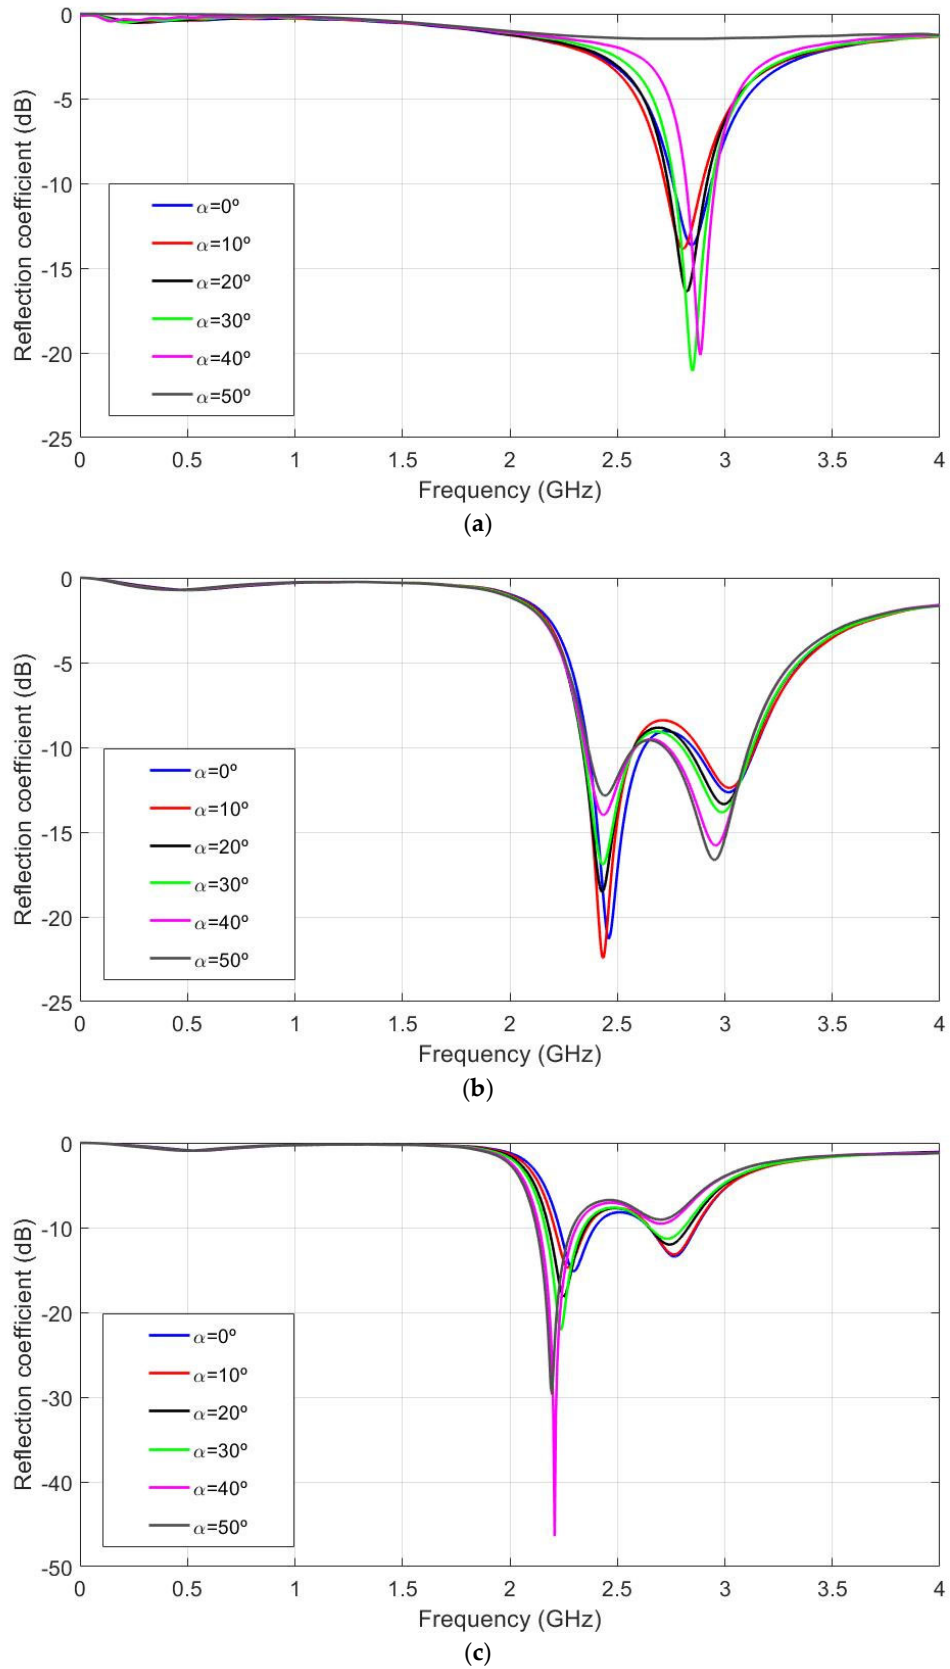 0
-5
-10
-15
-20
-25
Reflection coefficient (dB)
α=0º
α=10º
α=20º
α=30º
α=40º
α=50º
0 0.5 1 1.5 2 2.5 3 3.5 4
Frequency (GHz)
(a)
0
-5
-10
-15
-20
-25
Reflection coefficient (dB)
α=0º
α=10º
α=20º
α=30º
α=40º
α=50º
0 0.5 1 1.5 2 2.5 3 3.5 4
Frequency (GHz)
(b)
0
-10
-20
-30
-40
-50
Reflection coefficient (dB)
α=0º
α=10º
α=20º
α=30º
α=40º
α=50º
0 0.5 1 1.5 2 2.5 3 3.5 4
Frequency (GHz)
(c)